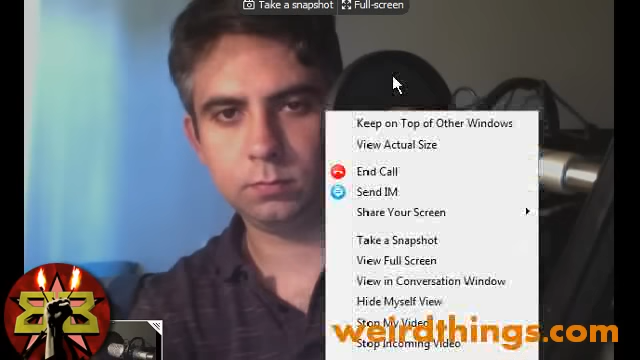 Take a snapshot Full-screen
Keep on Top of Other Windows
View Actual Size
End Call
Send IM
Share Your Screen
Take a Snapshot
View Full Screen
View in Conversation Window
Hide Myself View
Stop My Video
Stop Incoming Video
weirdthings.com
BB